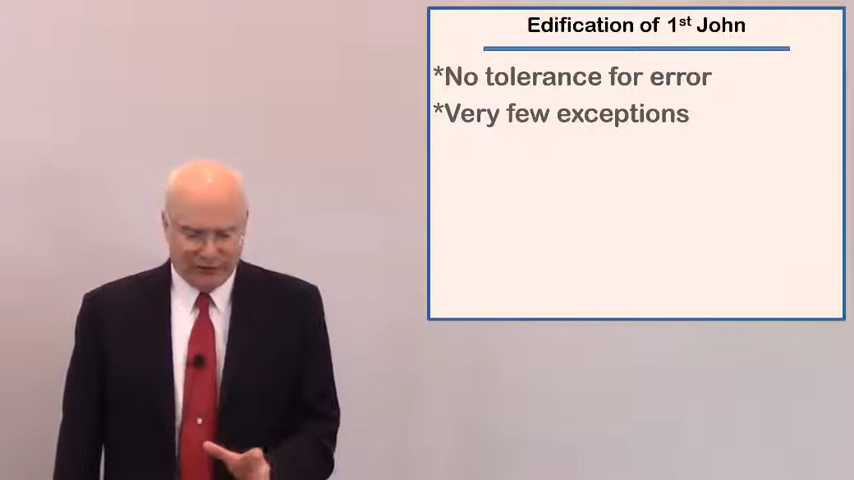 Edification of 1st John
*No tolerance for error
*Very few exceptions